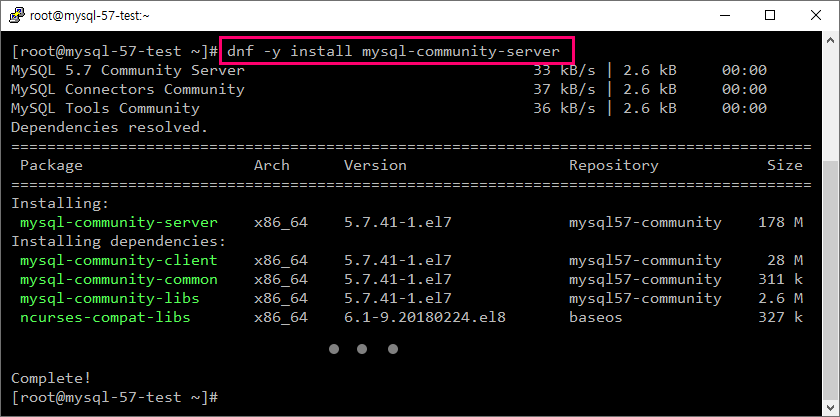 root@mysql-57-test:~
[root@mysql-57-test ~]# dnf -y install mysql-community-server
MySQL 5.7 Community Server 33 kB/s | 2.6 kB 00:00
MySQL Connectors Community 37 kB/s | 2.6 kB 00:00
MySQL Tools Community 36 kB/s | 2.6 kB 00:00
Dependencies resolved.
================================================================================
Package Arch Version Repository Size
================================================================================
Installing:
mysql-community-server x86_64 5.7.41-1.el7 mysql57-community 178 M
Installing dependencies:
mysql-community-client x86_64 5.7.41-1.el7 mysql57-community 28 M
mysql-community-common x86_64 5.7.41-1.el7 mysql57-community 311 k
mysql-community-libs x86_64 5.7.41-1.el7 mysql57-community 2.6 M
ncurses-compat-libs x86_64 6.1-9.20180224.el8 baseos 327 k
● ● ●
Complete!
[root@mysql-57-test ~]#